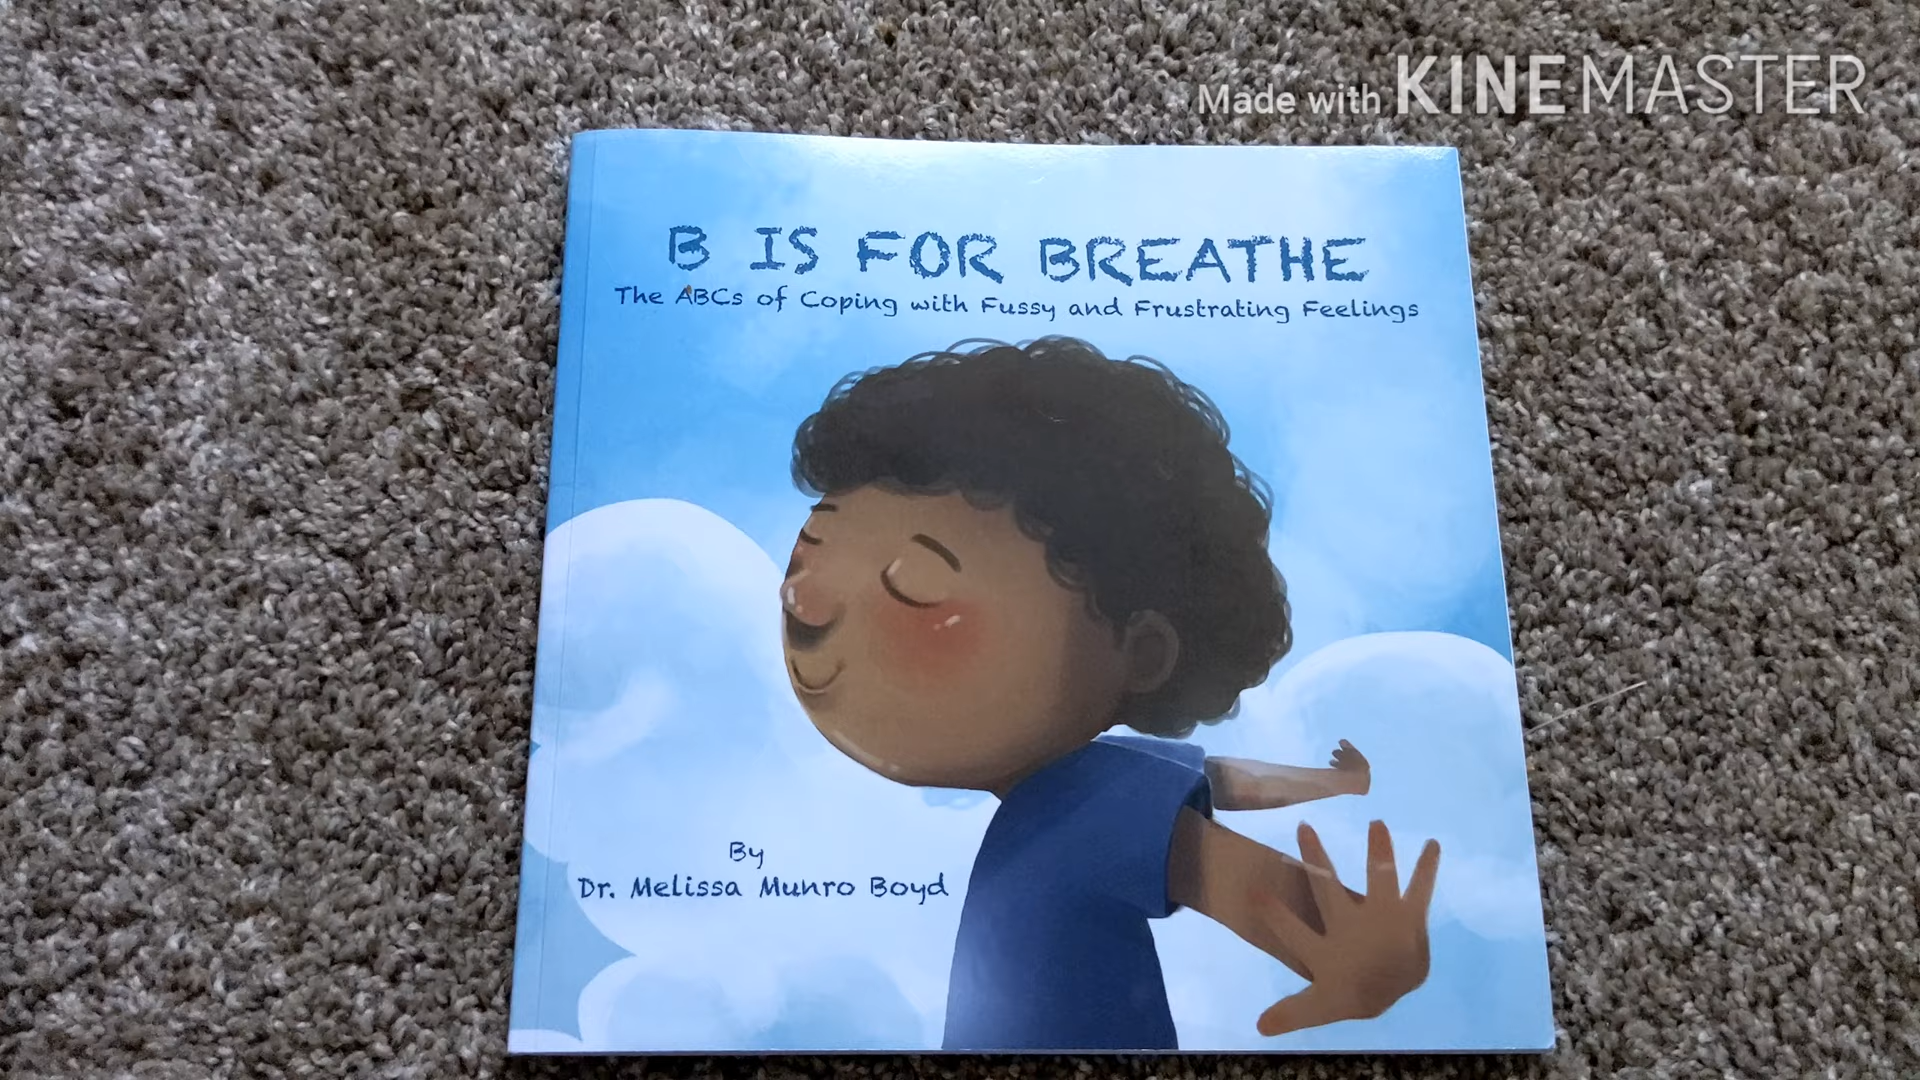 Made with KINEMASTER
B IS FOR BREATHE
The ABCs of Coping with Fussy and Frustrating Feelings
By
Dr. Melissa Munro Boyd